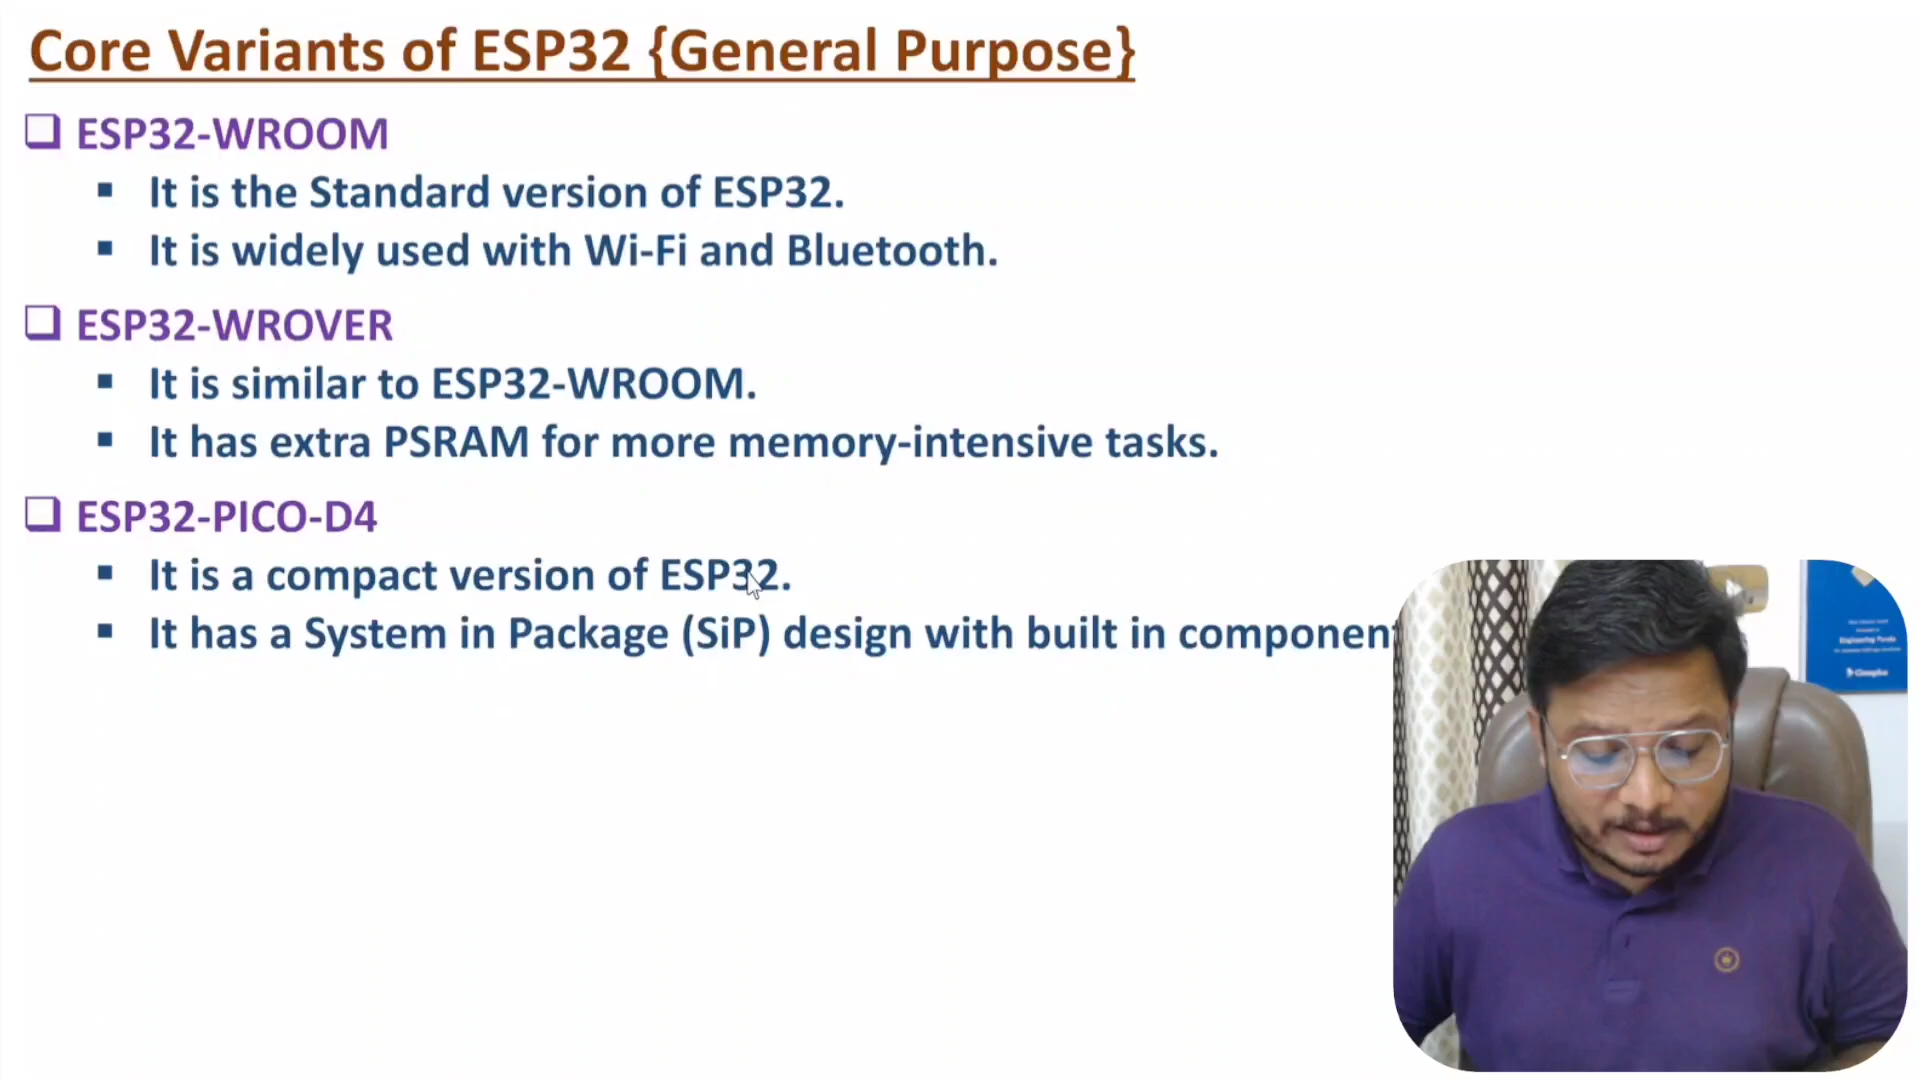 Core Variants of ESP32 {General Purpose}
ESP32-WROOM
It is the Standard version of ESP32.
It is widely used with Wi-Fi and Bluetooth.
ESP32-WROVER
It is similar to ESP32-WROOM.
It has extra PSRAM for more memory-intensive tasks.
ESP32-PICO-D4
It is a compact version of ESP32.
It has a System in Package (SiP) design with built in component